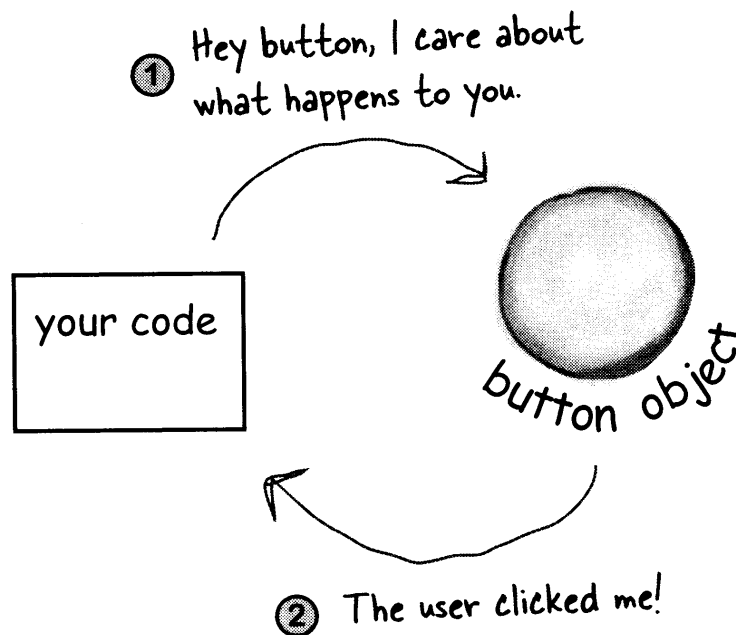 1 Hey button, I care about
what happens to you.
your code
button object
2 The user clicked me!